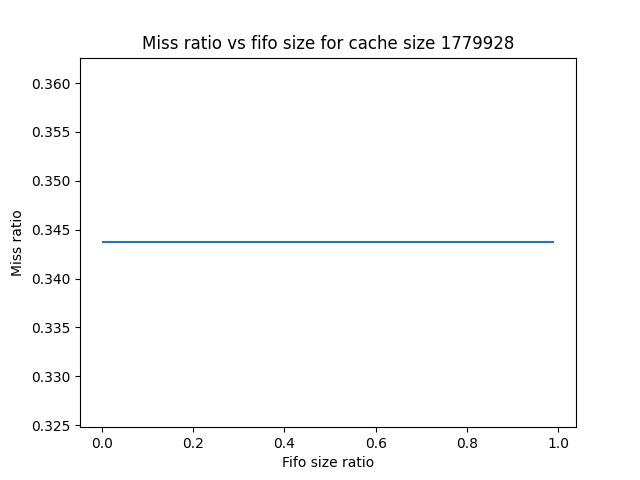 Miss ratio vs fifo size for cache size 1779928
0.360
0.355
0.350
0.345
0.340
0.335
0.330
0.325
Miss ratio
0.0 0.2 0.4 0.6 0.8 1.0
Fifo size ratio